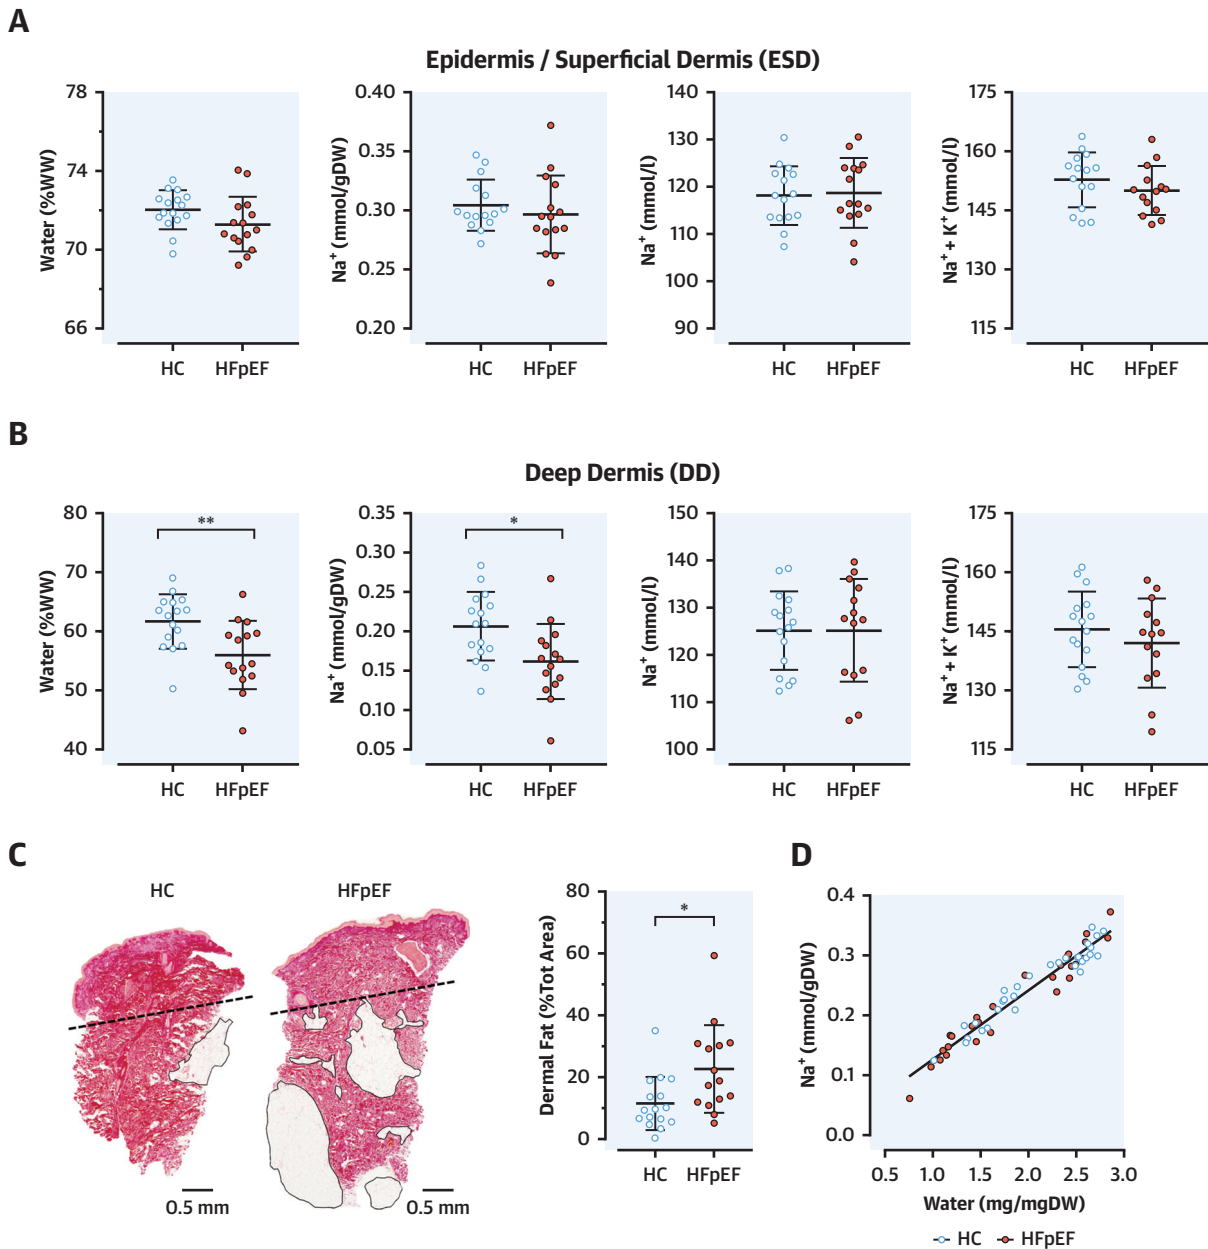 A
Epidermis / Superficial Dermis (ESD)
Water (%WW)
78
74
70
66
HC HFpEF
Na⁺ (mmol/gDW)
0.40
0.35
0.30
0.25
0.20
HC HFpEF
Na⁺ (mmol/l)
140
130
120
110
100
90
HC HFpEF
Na⁺ + K⁺ (mmol/l)
175
160
145
130
115
HC HFpEF
B
Deep Dermis (DD)
Water (%WW)
80
70
60
50
40
**
HC HFpEF
Na⁺ (mmol/gDW)
0.35
0.30
0.25
0.20
0.15
0.10
0.05
*
HC HFpEF
Na⁺ (mmol/l)
150
140
130
120
110
100
HC HFpEF
Na⁺ + K⁺ (mmol/l)
175
160
145
130
115
HC HFpEF
C
HC
HFpEF
0.5 mm
0.5 mm
Dermal Fat (%Tot Area)
80
60
40
20
0
*
HC HFpEF
D
Na⁺ (mmol/gDW)
0.4
0.3
0.2
0.1
0.0
0.5 1.0 1.5 2.0 2.5 3.0
Water (mg/mgDW)
HC HFpEF